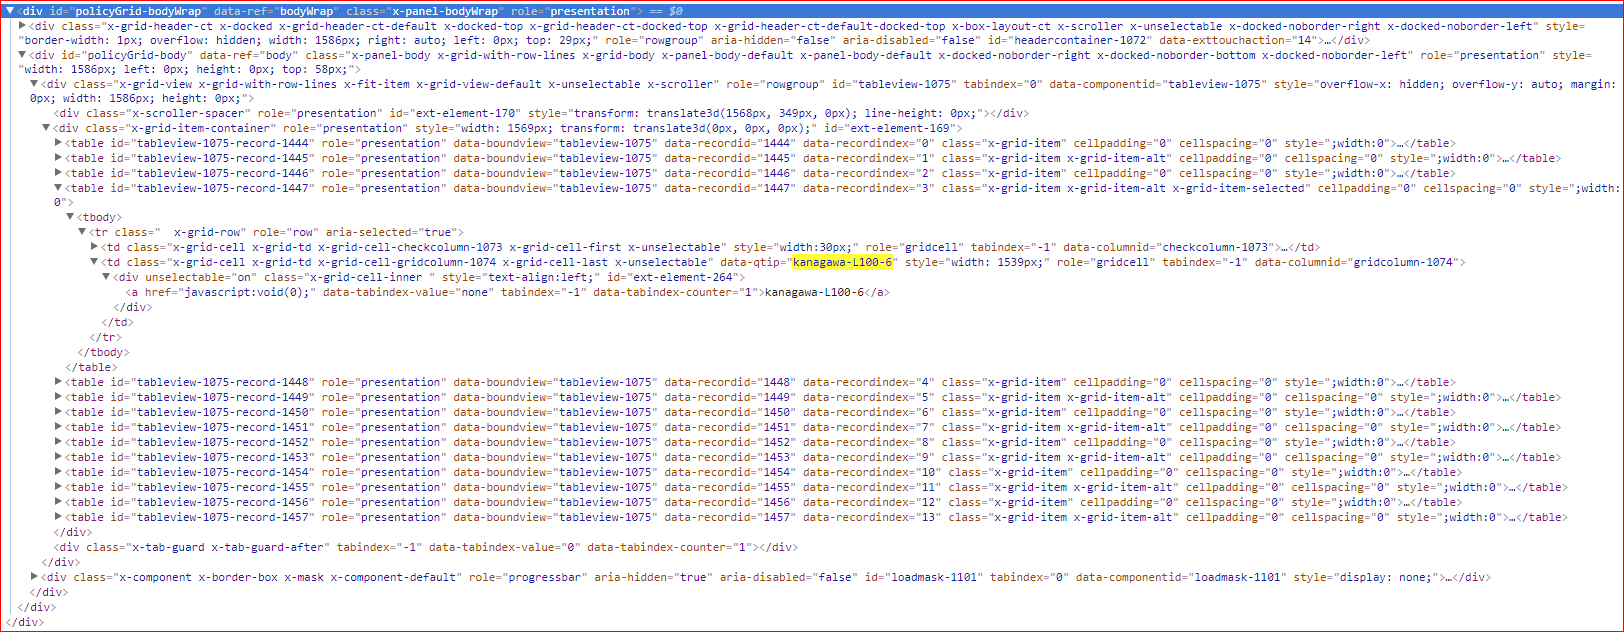 ▼<div id="policyGrid-bodyWrap" data-ref="bodyWrap" class="x-panel-bodyWrap" role="presentation"> == $0
▶<div class="x-grid-header-ct x-docked x-grid-header-ct-default x-docked-top x-grid-header-ct-docked-top x-grid-header-ct-default-docked-top x-box-layout-ct x-scroller x-unselectable x-docked-noborder-right x-docked-noborder-left" style=
"border-width: 1px; overflow: hidden; width: 1586px; right: auto; left: 0px; top: 29px;" role="rowgroup" aria-hidden="false" aria-disabled="false" id="headercontainer-1072" data-exttouchaction="14">…</div>
▼<div id="policyGrid-body" data-ref="body" class="x-panel-body x-grid-with-row-lines x-grid-body x-panel-body-default x-panel-body-default x-docked-noborder-right x-docked-noborder-bottom x-docked-noborder-left" role="presentation" style=
"width: 1586px; left: 0px; height: 0px; top: 58px;">
▼<div class="x-grid-view x-grid-with-row-lines x-fit-item x-grid-view-default x-unselectable x-scroller" role="rowgroup" id="tableview-1075" tabindex="0" data-componentid="tableview-1075" style="overflow-x: hidden; overflow-y: auto; margin:
0px; width: 1586px; height: 0px;">
<div class="x-scroller-spacer" role="presentation" id="ext-element-170" style="transform: translate3d(1568px, 349px, 0px); line-height: 0px;"></div>
▼<div class="x-grid-item-container" role="presentation" style="width: 1569px; transform: translate3d(0px, 0px, 0px);" id="ext-element-169">
▶<table id="tableview-1075-record-1444" role="presentation" data-boundview="tableview-1075" data-recordid="1444" data-recordindex="0" class="x-grid-item" cellpadding="0" cellspacing="0" style=";width:0">…</table>
▶<table id="tableview-1075-record-1445" role="presentation" data-boundview="tableview-1075" data-recordid="1445" data-recordindex="1" class="x-grid-item x-grid-item-alt" cellpadding="0" cellspacing="0" style=";width:0">…</table>
▶<table id="tableview-1075-record-1446" role="presentation" data-boundview="tableview-1075" data-recordid="1446" data-recordindex="2" class="x-grid-item" cellpadding="0" cellspacing="0" style=";width:0">…</table>
▼<table id="tableview-1075-record-1447" role="presentation" data-boundview="tableview-1075" data-recordid="1447" data-recordindex="3" class="x-grid-item x-grid-item-alt x-grid-item-selected" cellpadding="0" cellspacing="0" style=";width:
0">
▼<tbody>
▼<tr class="  x-grid-row" role="row" aria-selected="true">
▶<td class="x-grid-cell x-grid-td x-grid-cell-checkcolumn-1073 x-grid-cell-first x-unselectable" style="width:30px;" role="gridcell" tabindex="-1" data-columnid="checkcolumn-1073">…</td>
▼<td class="x-grid-cell x-grid-td x-grid-cell-gridcolumn-1074 x-grid-cell-last x-unselectable" data-qtip="kanagawa-L100-6" style="width: 1539px;" role="gridcell" tabindex="-1" data-columnid="gridcolumn-1074">
▼<div unselectable="on" class="x-grid-cell-inner " style="text-align:left;" id="ext-element-264">
<a href="javascript:void(0);" data-tabindex-value="none" tabindex="-1" data-tabindex-counter="1">kanagawa-L100-6</a>
</div>
</td>
</tr>
</tbody>
</table>
▶<table id="tableview-1075-record-1448" role="presentation" data-boundview="tableview-1075" data-recordid="1448" data-recordindex="4" class="x-grid-item" cellpadding="0" cellspacing="0" style=";width:0">…</table>
▶<table id="tableview-1075-record-1449" role="presentation" data-boundview="tableview-1075" data-recordid="1449" data-recordindex="5" class="x-grid-item x-grid-item-alt" cellpadding="0" cellspacing="0" style=";width:0">…</table>
▶<table id="tableview-1075-record-1450" role="presentation" data-boundview="tableview-1075" data-recordid="1450" data-recordindex="6" class="x-grid-item" cellpadding="0" cellspacing="0" style=";width:0">…</table>
▶<table id="tableview-1075-record-1451" role="presentation" data-boundview="tableview-1075" data-recordid="1451" data-recordindex="7" class="x-grid-item x-grid-item-alt" cellpadding="0" cellspacing="0" style=";width:0">…</table>
▶<table id="tableview-1075-record-1452" role="presentation" data-boundview="tableview-1075" data-recordid="1452" data-recordindex="8" class="x-grid-item" cellpadding="0" cellspacing="0" style=";width:0">…</table>
▶<table id="tableview-1075-record-1453" role="presentation" data-boundview="tableview-1075" data-recordid="1453" data-recordindex="9" class="x-grid-item x-grid-item-alt" cellpadding="0" cellspacing="0" style=";width:0">…</table>
▶<table id="tableview-1075-record-1454" role="presentation" data-boundview="tableview-1075" data-recordid="1454" data-recordindex="10" class="x-grid-item" cellpadding="0" cellspacing="0" style=";width:0">…</table>
▶<table id="tableview-1075-record-1455" role="presentation" data-boundview="tableview-1075" data-recordid="1455" data-recordindex="11" class="x-grid-item x-grid-item-alt" cellpadding="0" cellspacing="0" style=";width:0">…</table>
▶<table id="tableview-1075-record-1456" role="presentation" data-boundview="tableview-1075" data-recordid="1456" data-recordindex="12" class="x-grid-item" cellpadding="0" cellspacing="0" style=";width:0">…</table>
▶<table id="tableview-1075-record-1457" role="presentation" data-boundview="tableview-1075" data-recordid="1457" data-recordindex="13" class="x-grid-item x-grid-item-alt" cellpadding="0" cellspacing="0" style=";width:0">…</table>
</div>
<div class="x-tab-guard x-tab-guard-after" tabindex="-1" data-tabindex-value="0" data-tabindex-counter="1"></div>
</div>
▶<div class="x-component x-border-box x-mask x-component-default" role="progressbar" aria-hidden="true" aria-disabled="false" id="loadmask-1101" tabindex="0" data-componentid="loadmask-1101" style="display: none;">…</div>
</div>
</div>
</div>